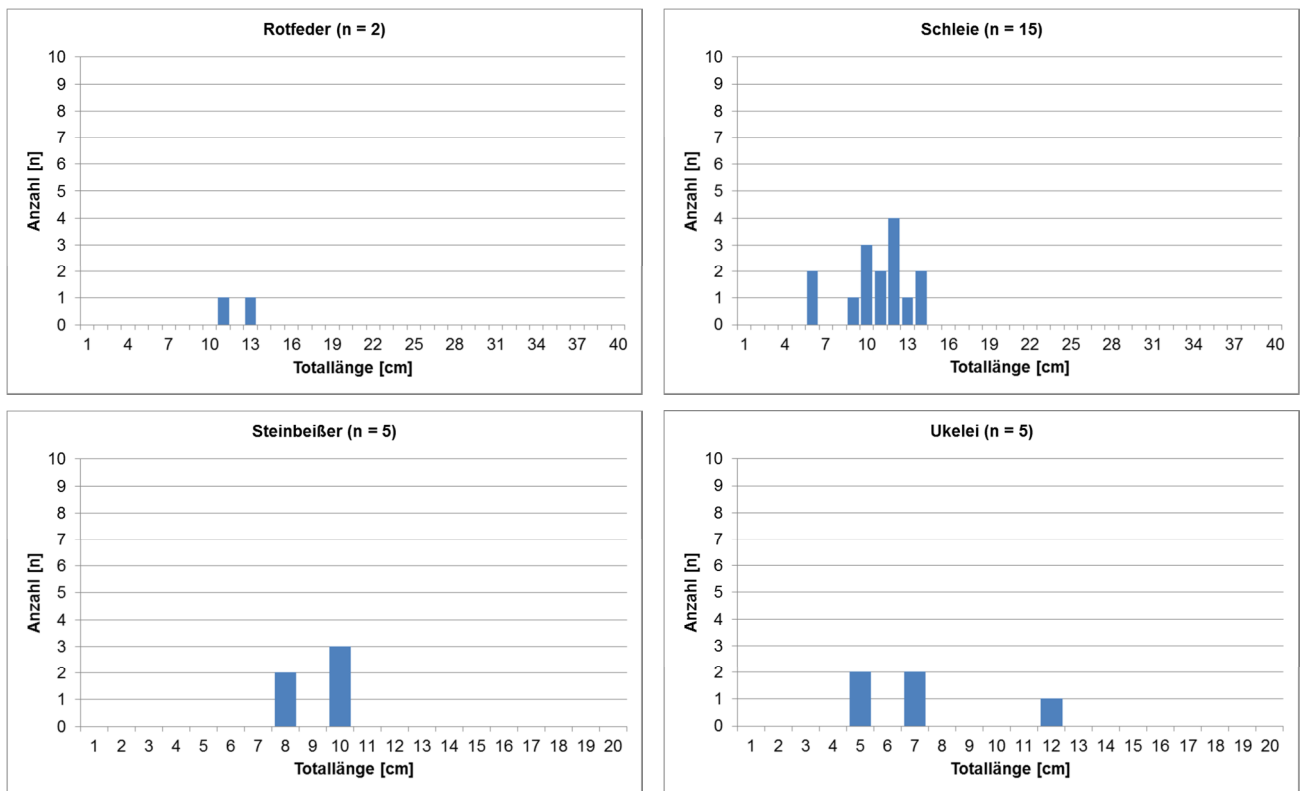 Rotfeder (n = 2)
10
9
8
7
6
5
4
3
2
1
0
Anzahl [n]
1 4 7 10 13 16 19 22 25 28 31 34 37 40
Totallänge [cm]
Schleie (n = 15)
10
9
8
7
6
5
4
3
2
1
0
Anzahl [n]
1 4 7 10 13 16 19 22 25 28 31 34 37 40
Totallänge [cm]
Steinbeißer (n = 5)
10
9
8
7
6
5
4
3
2
1
0
Anzahl [n]
1 2 3 4 5 6 7 8 9 10 11 12 13 14 15 16 17 18 19 20
Totallänge [cm]
Ukelei (n = 5)
10
9
8
7
6
5
4
3
2
1
0
Anzahl [n]
1 2 3 4 5 6 7 8 9 10 11 12 13 14 15 16 17 18 19 20
Totallänge [cm]